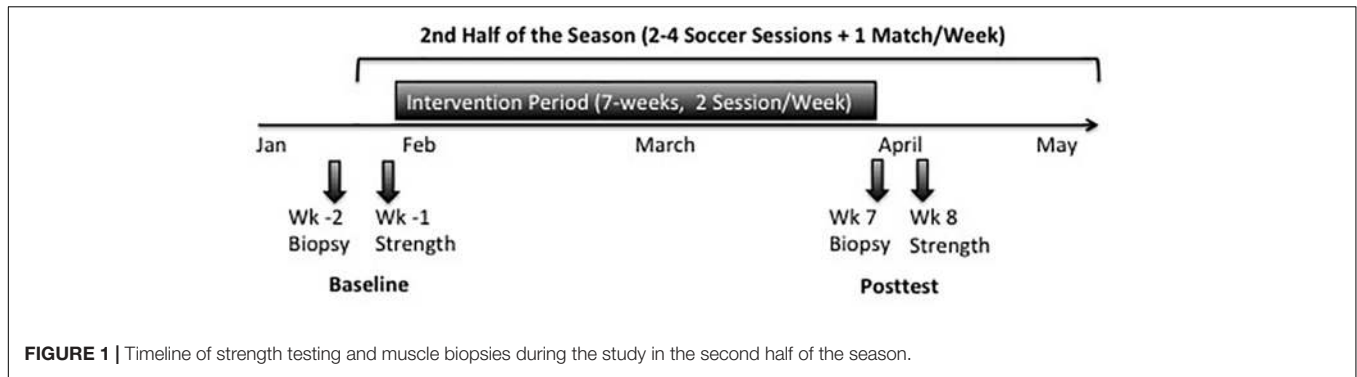 2nd Half of the Season (2-4 Soccer Sessions + 1 Match/Week)
Intervention Period (7-weeks, 2 Session/Week)
Jan Feb March April May
Wk -2 Wk -1 Wk 7 Wk 8
Biopsy Strength Biopsy Strength
Baseline Posttest
FIGURE 1 | Timeline of strength testing and muscle biopsies during the study in the second half of the season.